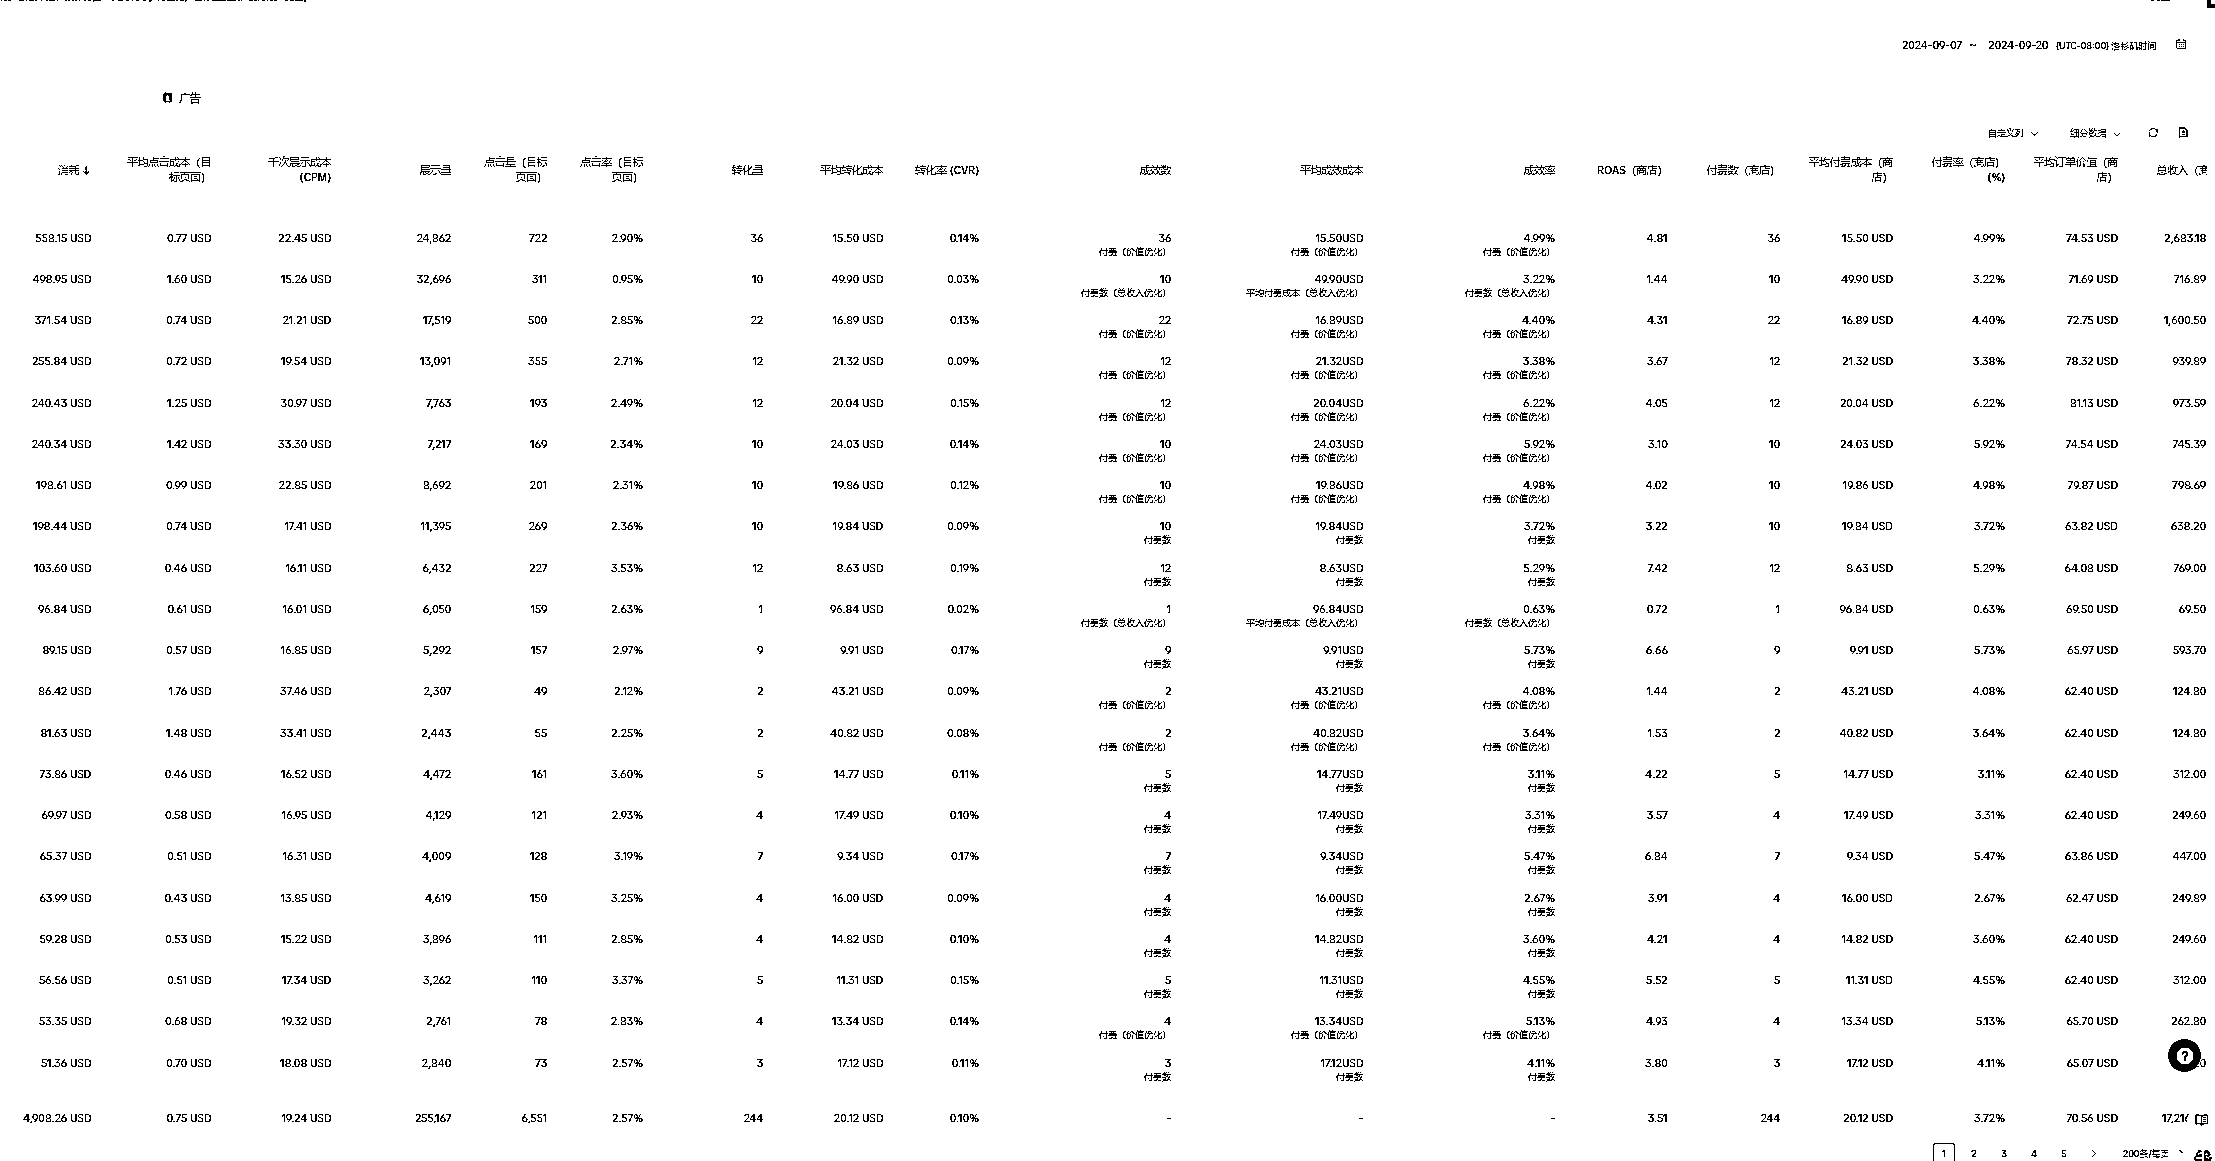 2024-09-07 ~ 2024-09-20 (UTC-08:00) 洛杉矶时间
广告
自定义列 细分数据
消耗 ↓ 平均点击成本（目标页面） 千次展示成本 (CPM) 展示量 点击量（目标页面） 点击率（目标页面） 转化量 平均转化成本 转化率 (CVR) 成效数 平均成效成本 成效率 ROAS（商店） 付费数（商店） 平均付费成本（商店） 付费率（商店）(%) 平均订单价值（商店） 总收入（商
558.15 USD 0.77 USD 22.45 USD 24,862 722 2.90% 36 15.50 USD 0.14% 36 15.50USD 4.99% 4.81 36 15.50 USD 4.99% 74.53 USD 2,683.18
付费（价值优化） 付费（价值优化） 付费（价值优化）
498.95 USD 1.60 USD 15.26 USD 32,696 311 0.95% 10 49.90 USD 0.03% 10 49.90USD 3.22% 1.44 10 49.90 USD 3.22% 71.69 USD 716.89
付费数（总收入优化） 平均付费成本（总收入优化） 付费数（总收入优化）
371.54 USD 0.74 USD 21.21 USD 17,519 500 2.85% 22 16.89 USD 0.13% 22 16.89USD 4.40% 4.31 22 16.89 USD 4.40% 72.75 USD 1,600.50
付费（价值优化） 付费（价值优化） 付费（价值优化）
255.84 USD 0.72 USD 19.54 USD 13,091 355 2.71% 12 21.32 USD 0.09% 12 21.32USD 3.38% 3.67 12 21.32 USD 3.38% 78.32 USD 939.89
付费（价值优化） 付费（价值优化） 付费（价值优化）
240.43 USD 1.25 USD 30.97 USD 7,763 193 2.49% 12 20.04 USD 0.15% 12 20.04USD 6.22% 4.05 12 20.04 USD 6.22% 81.13 USD 973.59
付费（价值优化） 付费（价值优化） 付费（价值优化）
240.34 USD 1.42 USD 33.30 USD 7,217 169 2.34% 10 24.03 USD 0.14% 10 24.03USD 5.92% 3.10 10 24.03 USD 5.92% 74.54 USD 745.39
付费（价值优化） 付费（价值优化） 付费（价值优化）
198.61 USD 0.99 USD 22.85 USD 8,692 201 2.31% 10 19.86 USD 0.12% 10 19.86USD 4.98% 4.02 10 19.86 USD 4.98% 79.87 USD 798.69
付费（价值优化） 付费（价值优化） 付费（价值优化）
198.44 USD 0.74 USD 17.41 USD 11,395 269 2.36% 10 19.84 USD 0.09% 10 19.84USD 3.72% 3.22 10 19.84 USD 3.72% 63.82 USD 638.20
付费数 付费数 付费数
103.60 USD 0.46 USD 16.11 USD 6,432 227 3.53% 12 8.63 USD 0.19% 12 8.63USD 5.29% 7.42 12 8.63 USD 5.29% 64.08 USD 769.00
付费数 付费数 付费数
96.84 USD 0.61 USD 16.01 USD 6,050 159 2.63% 1 96.84 USD 0.02% 1 96.84USD 0.63% 0.72 1 96.84 USD 0.63% 69.50 USD 69.50
付费数（总收入优化） 平均付费成本（总收入优化） 付费数（总收入优化）
89.15 USD 0.57 USD 16.85 USD 5,292 157 2.97% 9 9.91 USD 0.17% 9 9.91USD 5.73% 6.66 9 9.91 USD 5.73% 65.97 USD 593.70
付费数 付费数 付费数
86.42 USD 1.76 USD 37.46 USD 2,307 49 2.12% 2 43.21 USD 0.09% 2 43.21USD 4.08% 1.44 2 43.21 USD 4.08% 62.40 USD 124.80
付费（价值优化） 付费（价值优化） 付费（价值优化）
81.63 USD 1.48 USD 33.41 USD 2,443 55 2.25% 2 40.82 USD 0.08% 2 40.82USD 3.64% 1.53 2 40.82 USD 3.64% 62.40 USD 124.80
付费（价值优化） 付费（价值优化） 付费（价值优化）
73.86 USD 0.46 USD 16.52 USD 4,472 161 3.60% 5 14.77 USD 0.11% 5 14.77USD 3.11% 4.22 5 14.77 USD 3.11% 62.40 USD 312.00
付费数 付费数 付费数
69.97 USD 0.58 USD 16.95 USD 4,129 121 2.93% 4 17.49 USD 0.10% 4 17.49USD 3.31% 3.57 4 17.49 USD 3.31% 62.40 USD 249.60
付费数 付费数 付费数
65.37 USD 0.51 USD 16.31 USD 4,009 128 3.19% 7 9.34 USD 0.17% 7 9.34USD 5.47% 6.84 7 9.34 USD 5.47% 63.86 USD 447.00
付费数 付费数 付费数
63.99 USD 0.43 USD 13.85 USD 4,619 150 3.25% 4 16.00 USD 0.09% 4 16.00USD 2.67% 3.91 4 16.00 USD 2.67% 62.47 USD 249.89
付费数 付费数 付费数
59.28 USD 0.53 USD 15.22 USD 3,896 111 2.85% 4 14.82 USD 0.10% 4 14.82USD 3.60% 4.21 4 14.82 USD 3.60% 62.40 USD 249.60
付费数 付费数 付费数
56.56 USD 0.51 USD 17.34 USD 3,262 110 3.37% 5 11.31 USD 0.15% 5 11.31USD 4.55% 5.52 5 11.31 USD 4.55% 62.40 USD 312.00
付费数 付费数 付费数
53.35 USD 0.68 USD 19.32 USD 2,761 78 2.83% 4 13.34 USD 0.14% 4 13.34USD 5.13% 4.93 4 13.34 USD 5.13% 65.70 USD 262.80
付费（价值优化） 付费（价值优化） 付费（价值优化）
51.36 USD 0.70 USD 18.08 USD 2,840 73 2.57% 3 17.12 USD 0.11% 3 17.12USD 4.11% 3.80 3 17.12 USD 4.11% 65.07 USD
付费数 付费数 付费数
4,908.26 USD 0.75 USD 19.24 USD 255,167 6,551 2.57% 244 20.12 USD 0.10% - - - 3.51 244 20.12 USD 3.72% 70.56 USD 17,216
1 2 3 4 5 > 200条/每页